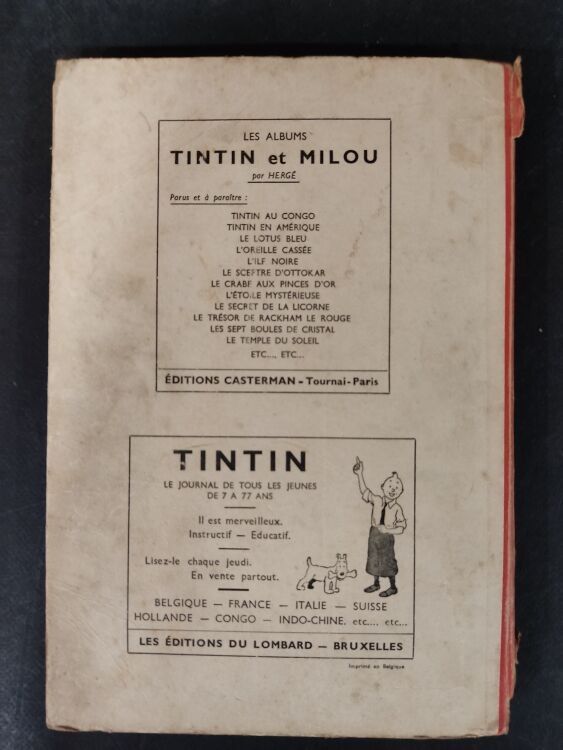 LES ALBUMS
TINTIN et MILOU
par HERGÉ
Parus et à paraître :
TINTIN AU CONGO
TINTIN EN AMÉRIQUE
LE LOTUS BLEU
L'OREILLE CASSÉE
L'ILE NOIRE
LE SCEPTRE D'OTTOKAR
LE CRABE AUX PINCES D'OR
L'ÉTOILE MYSTÉRIEUSE
LE SECRET DE LA LICORNE
LE TRÉSOR DE RACKHAM LE ROUGE
LES SEPT BOULES DE CRISTAL
LE TEMPLE DU SOLEIL
ETC..., ETC...
ÉDITIONS CASTERMAN - Tournai-Paris
TINTIN
LE JOURNAL DE TOUS LES JEUNES
DE 7 A 77 ANS
Il est merveilleux.
Instructif — Educatif.
Lisez-le chaque jeudi.
En vente partout.
BELGIQUE — FRANCE — ITALIE — SUISSE
HOLLANDE — CONGO — INDO-CHINE. etc.... etc...
LES ÉDITIONS DU LOMBARD — BRUXELLES
Imprimé en Belgique